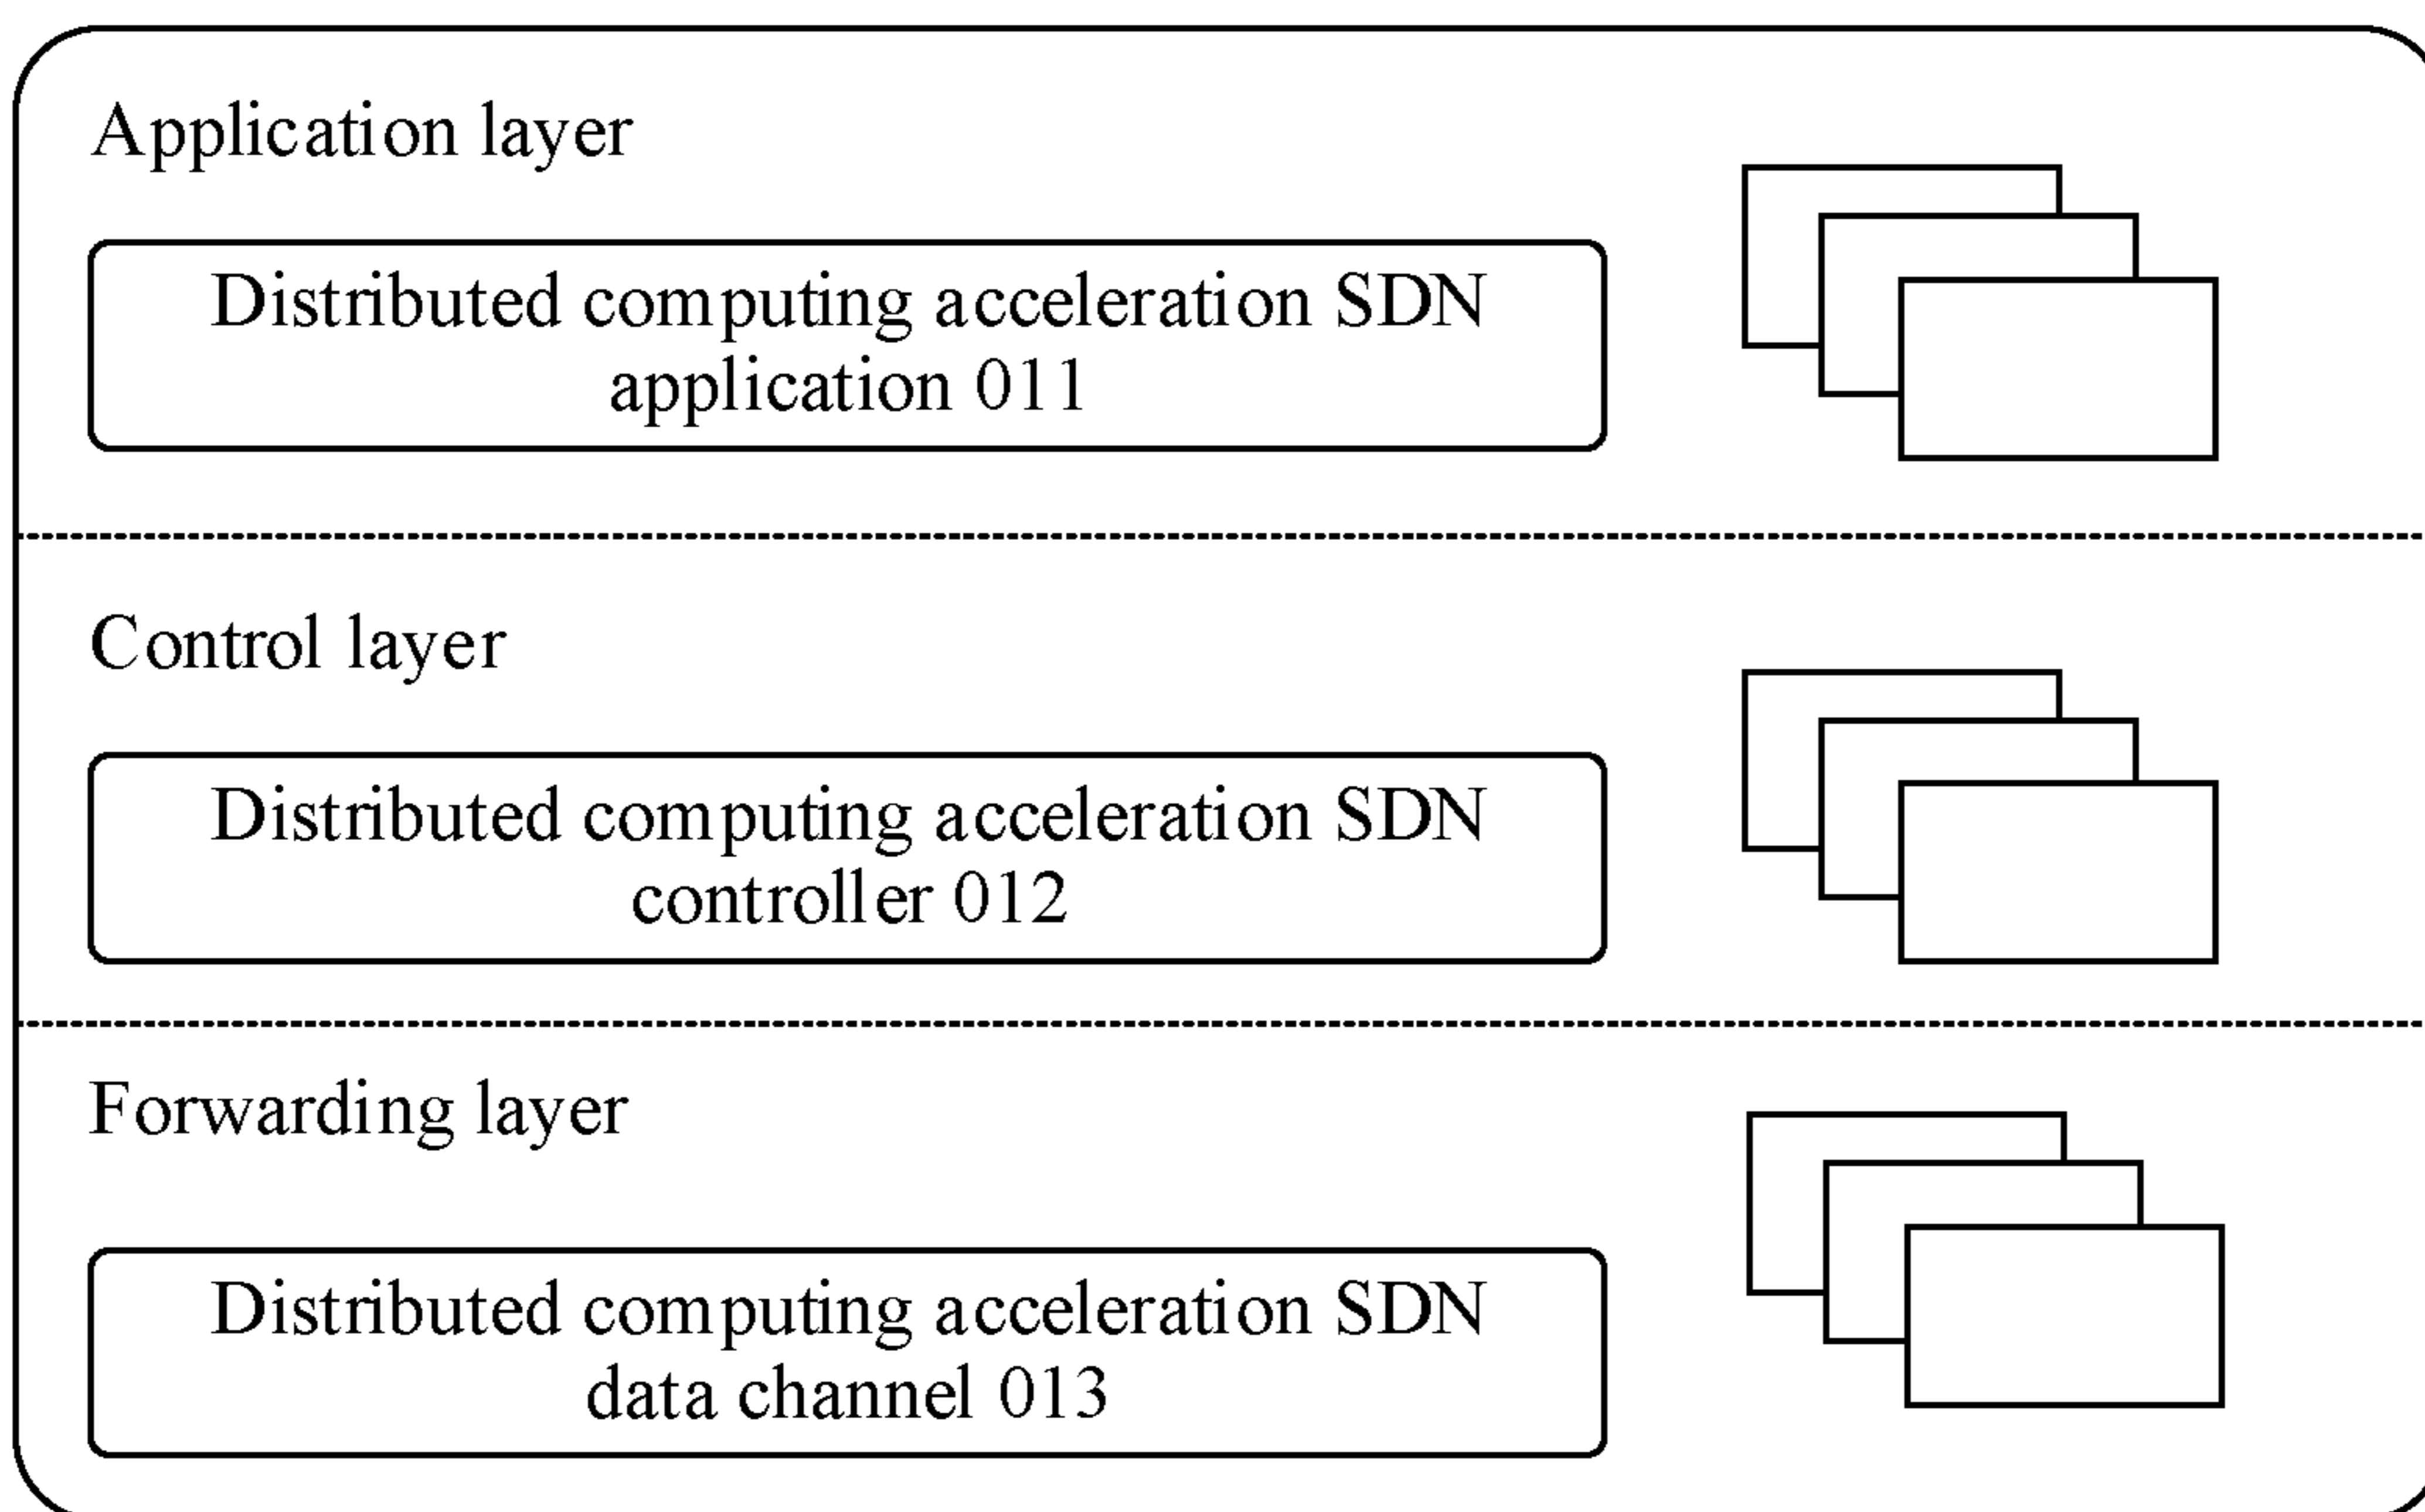 Application layer
Distributed computing acceleration SDN
application 011
Control layer
Distributed computing acceleration SDN
controller 012
Forwarding layer
Distributed computing acceleration SDN
data channel 013